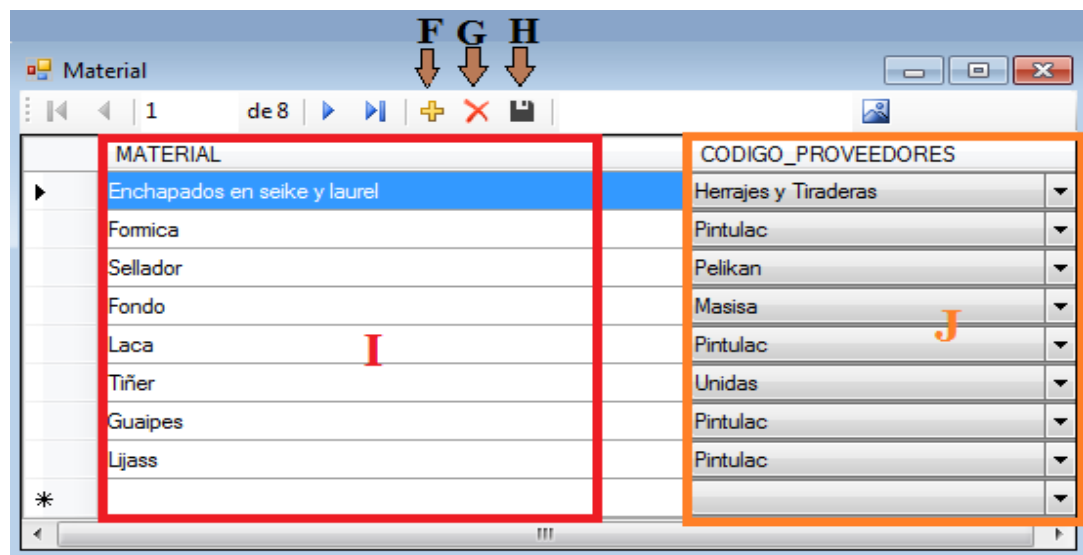 F G H
Material
1 de 8
MATERIAL CODIGO_PROVEEDORES
Enchapados en seike y laurel Herrajes y Tiraderas
Formica Pintulac
Sellador Pelikan
Fondo Masisa
Laca Pintulac
Tiñer Unidas
Guaipes Pintulac
Lijass Pintulac
I J